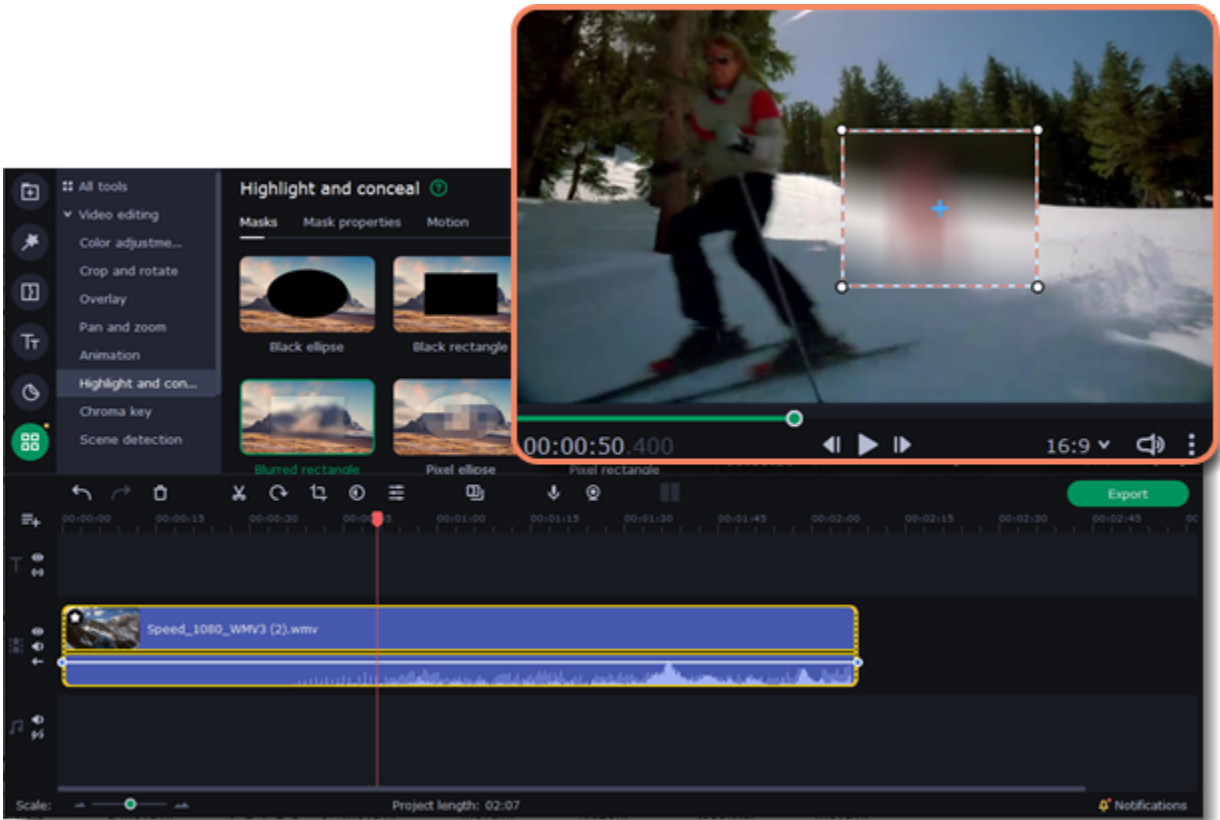 All tools
Video editing
Color adjustme...
Crop and rotate
Overlay
Pan and zoom
Animation
Highlight and con...
Chroma key
Scene detection
Highlight and conceal ?
Masks Mask properties Motion
Black ellipse Black rectangle
Blurred rectangle Pixel ellipse Pixel rectangle
00:00:50.400 16:9
Export
00:00:00 00:00:15 00:00:30 00:01:00 00:01:15 00:01:30 00:01:45 00:02:00 00:02:15 00:02:30 00:02:45
Speed_1080_WMV3 (2).wmv
Scale: Project length: 02:07 Notifications